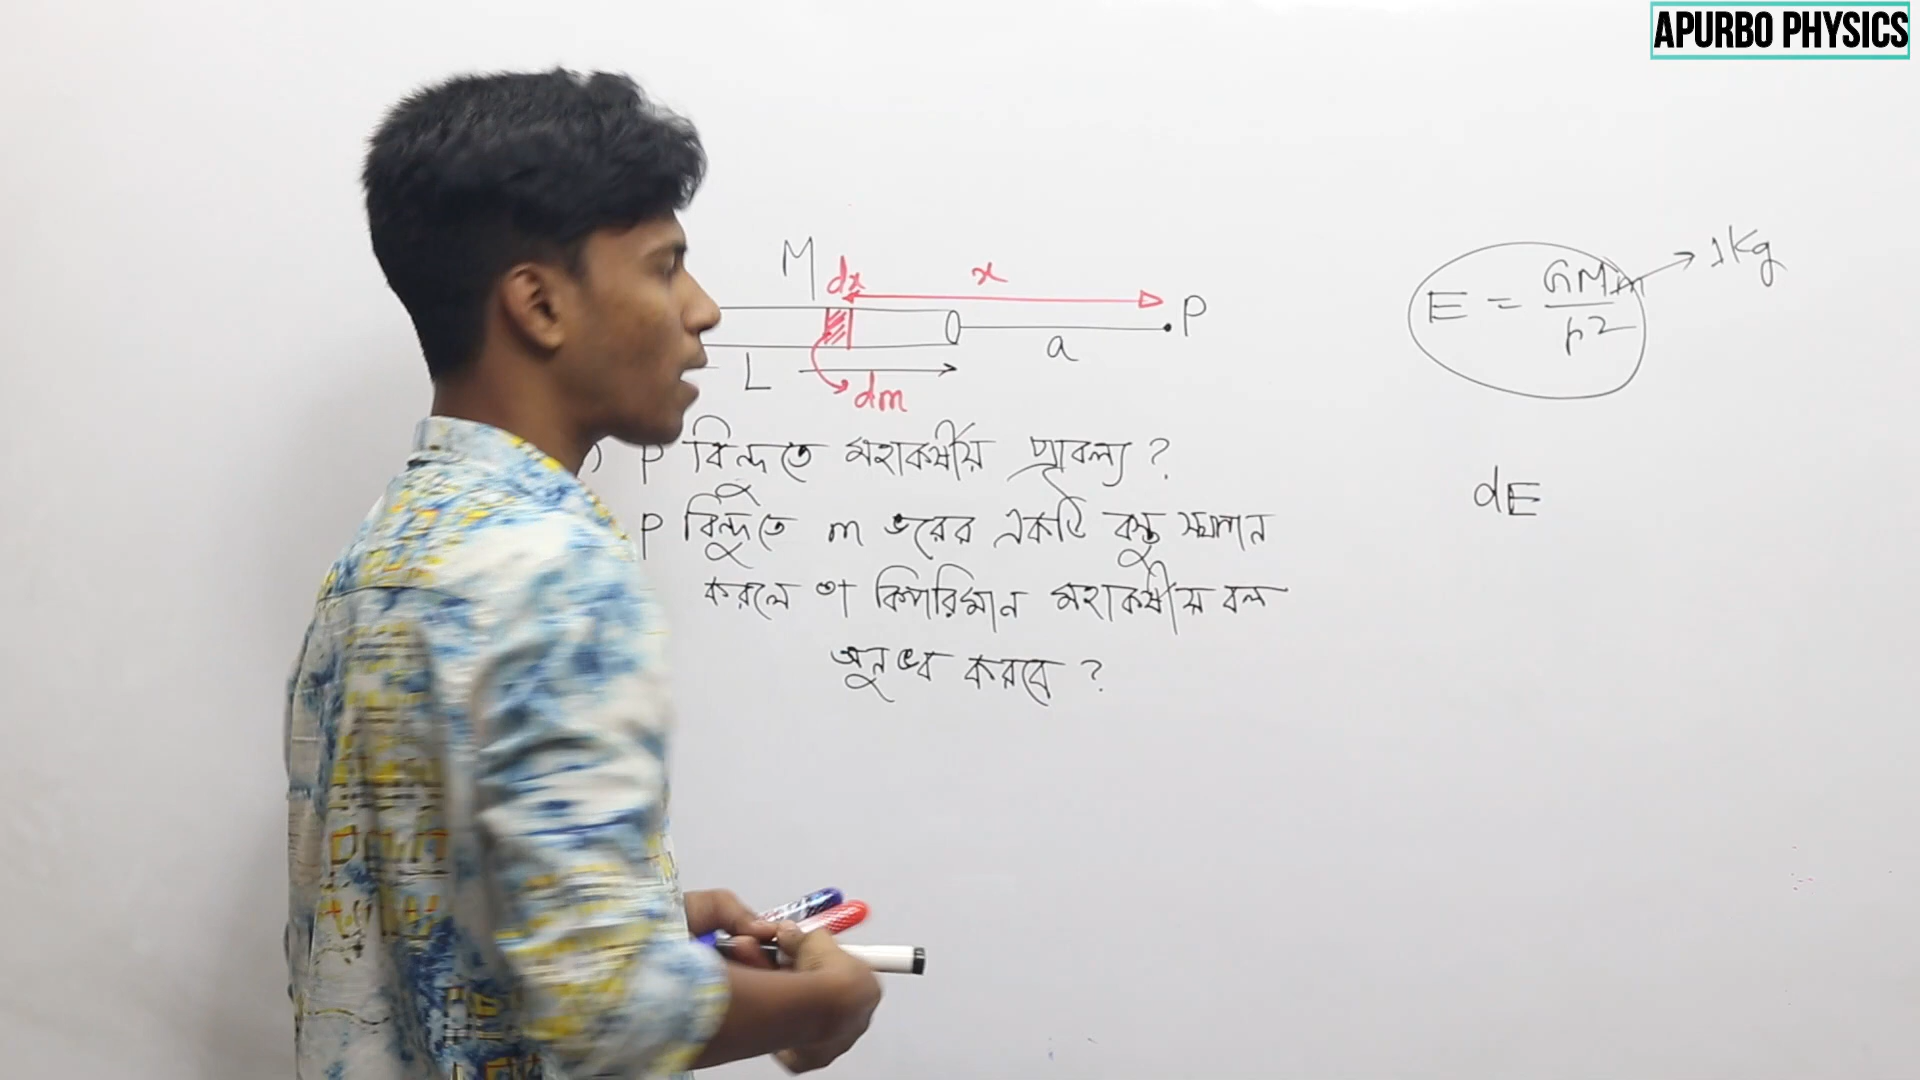 APURBO PHYSICS
M
dx
x
P
a
L
dm
E = GMm/r² → 1kg
dE
P বিন্দুতে মহাকর্ষীয় প্রাবল্য ?
P বিন্দুতে m ভরের একটি বস্তু স্থাপন
করলে তা কিপরিমান মহাকর্ষীয় বল
অনুভব করবে ?